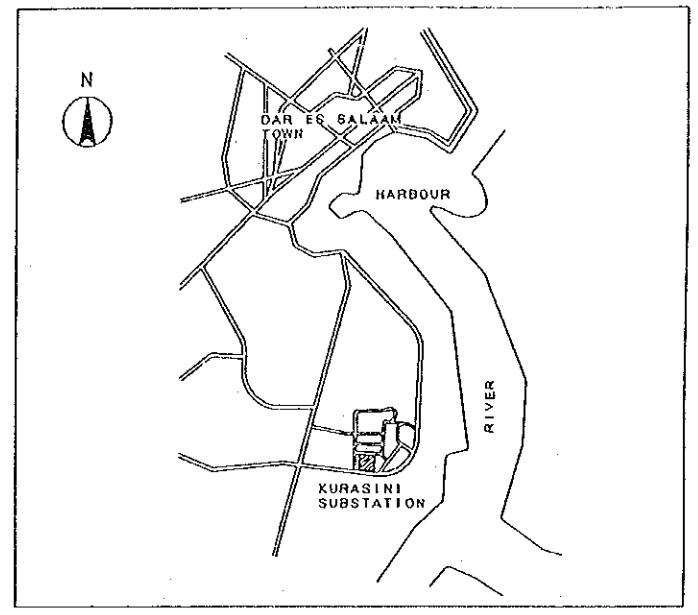 N
DAR ES SALAAM
TOWN
HARBOUR
RIVER
KURASINI
SUBSTATION